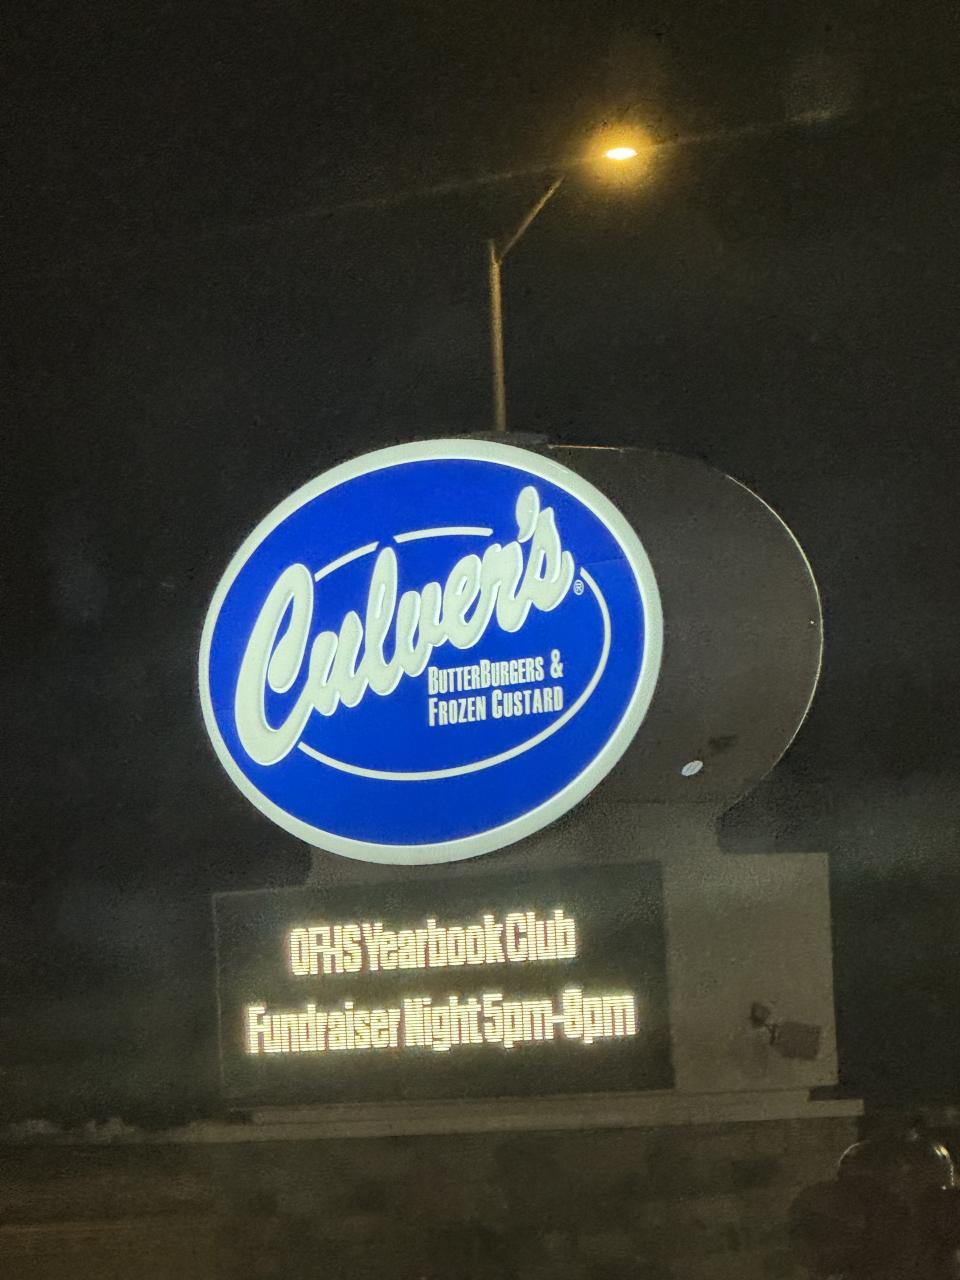 Culver's®
BUTTERBURGERS &
FROZEN CUSTARD
OFHS Yearbook Club
Fundraiser Night 5pm-8pm